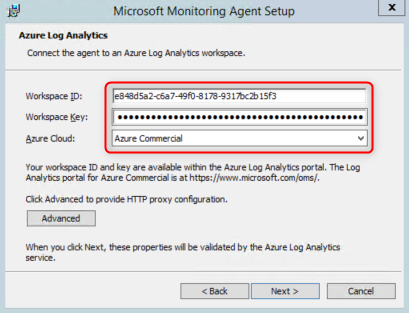 Microsoft Monitoring Agent Setup
x
Azure Log Analytics
Connect the agent to an Azure Log Analytics workspace.
Workspace ID: e848d5a2-c6a7-49f0-8178-9317bc2b15f3
Workspace Key:
Azure Cloud: Azure Commercial
Your workspace ID and key are available within the Azure Log Analytics portal. The Log
Analytics portal for Azure Commercial is at https://www.microsoft.com/oms/.
Click Advanced to provide HTTP proxy configuration.
Advanced
When you click Next, these properties will be validated by the Azure Log Analytics
service.
< Back Next > Cancel